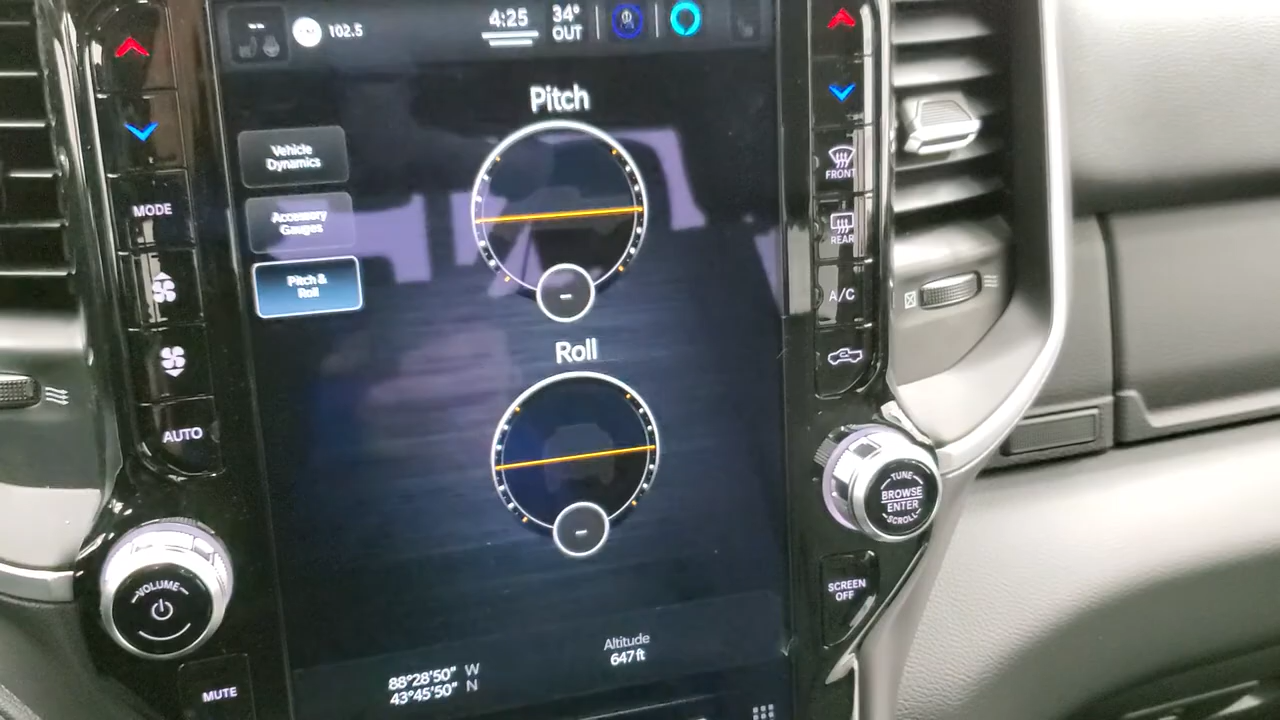 102.5
4:25
34°
OUT
Pitch
Vehicle
Dynamics
Accessory
Gauges
Pitch &
Roll
-
Roll
-
Altitude
647 ft
88°28'50" W
43°45'50" N
MODE
AUTO
VOLUME
MUTE
FRONT
REAR
A/C
TUNE
BROWSE
ENTER
SCROLL
SCREEN
OFF